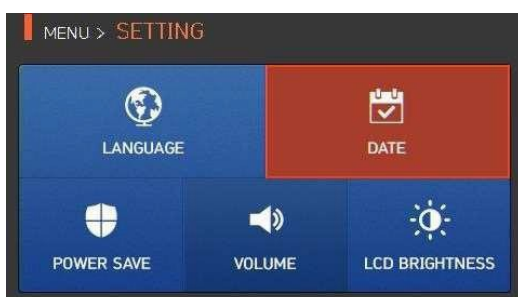 MENU > SETTING
LANGUAGE
DATE
POWER SAVE
VOLUME
LCD BRIGHTNESS